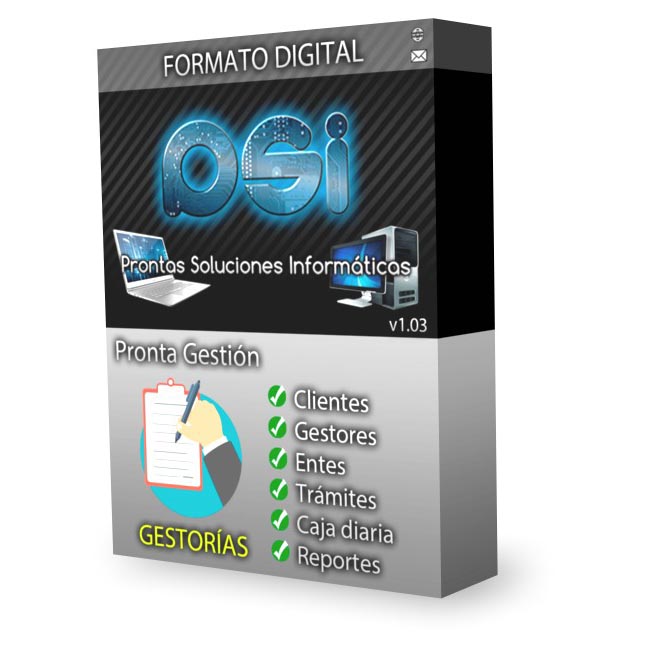 FORMATO DIGITAL
PSi
Prontas Soluciones Informáticas
v1.03
Pronta Gestión
Clientes
Gestores
Entes
Trámites
Caja diaria
Reportes
GESTORÍAS